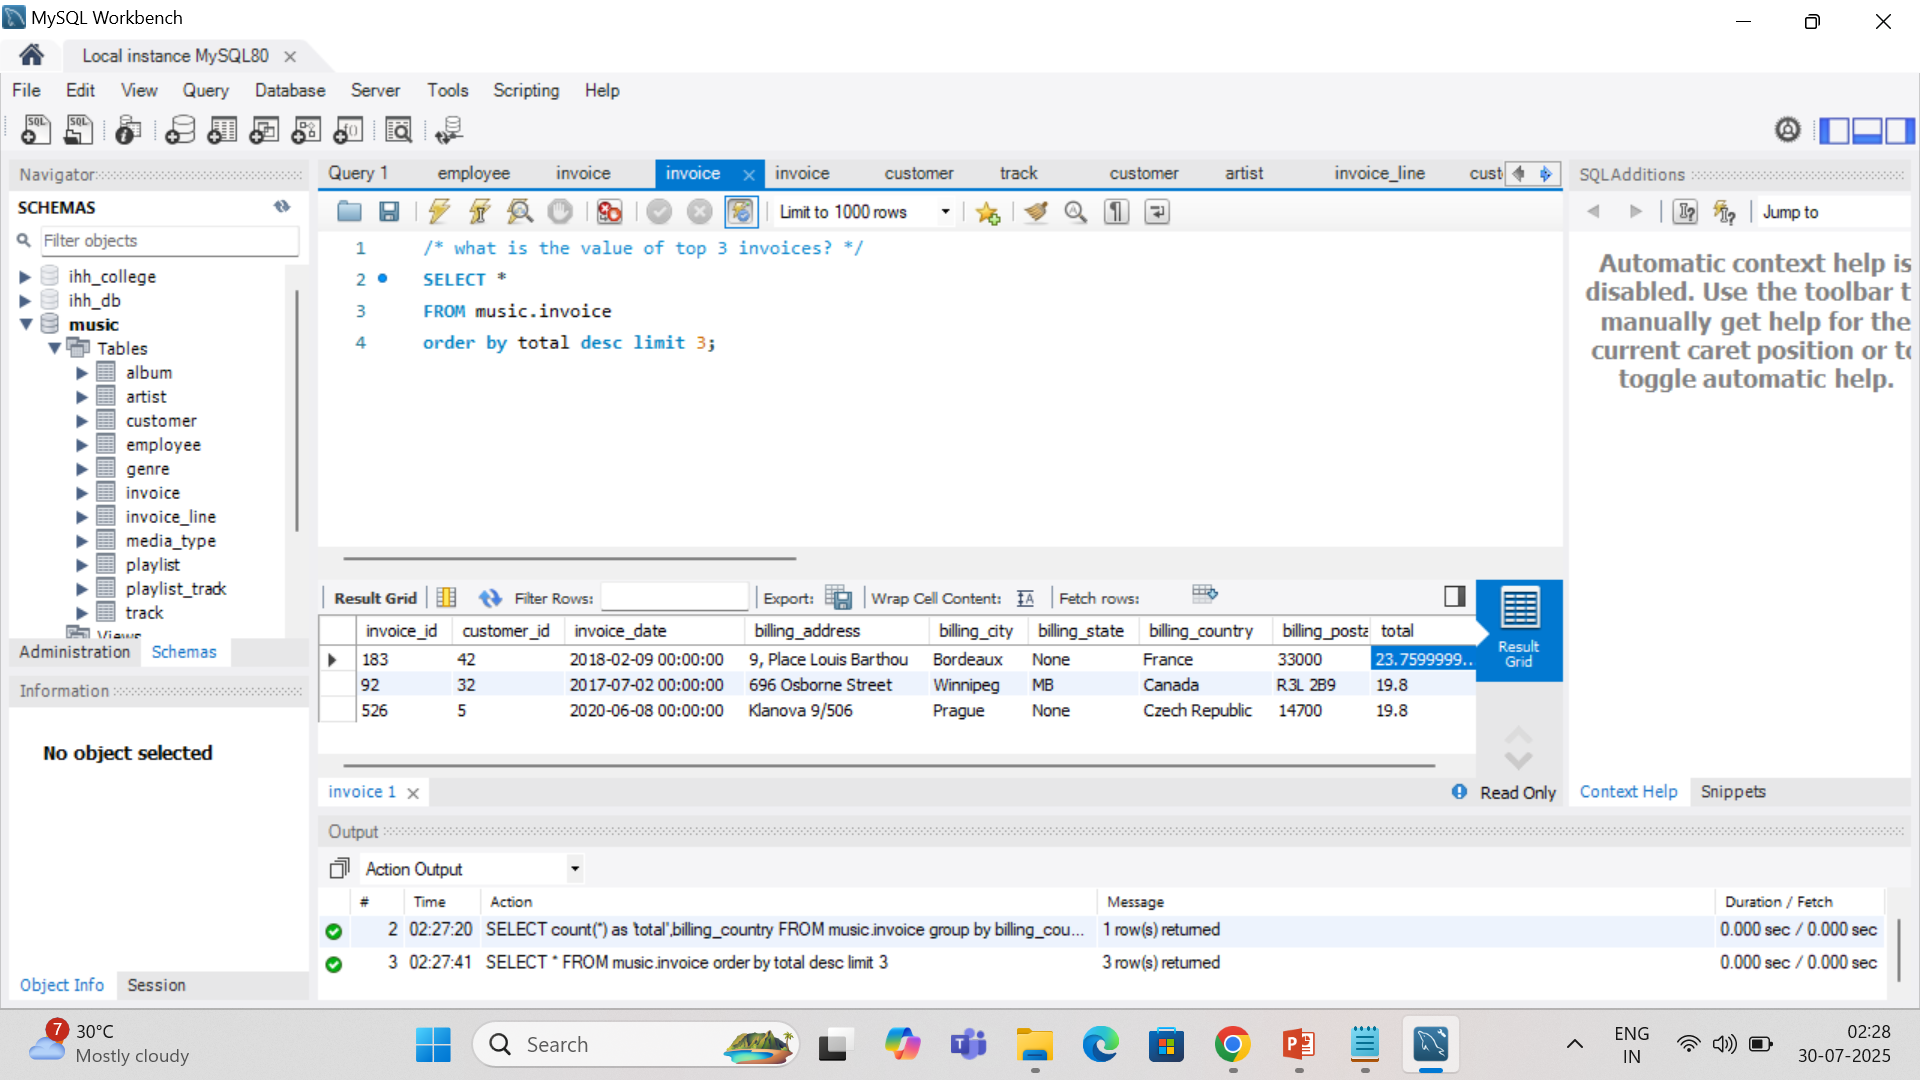 MySQL Workbench
Local instance MySQL80
File Edit View Query Database Server Tools Scripting Help
Navigator
SCHEMAS
Filter objects
ihh_college
ihh_db
music
Tables
album
artist
customer
employee
genre
invoice
invoice_line
media_type
playlist
playlist_track
track
Views
Administration Schemas
Information
No object selected
Object Info Session
Query 1 employee invoice invoice invoice customer track customer artist invoice_line cust
Limit to 1000 rows
1 /* what is the value of top 3 invoices? */
2 SELECT *
3 FROM music.invoice
4 order by total desc limit 3;
Result Grid Filter Rows: Export: Wrap Cell Content: Fetch rows:
invoice_id customer_id invoice_date billing_address billing_city billing_state billing_country billing_posta total
183 42 2018-02-09 00:00:00 9, Place Louis Barthou Bordeaux None France 33000 23.7599999...
92 32 2017-07-02 00:00:00 696 Osborne Street Winnipeg MB Canada R3L 2B9 19.8
526 5 2020-06-08 00:00:00 Klanova 9/506 Prague None Czech Republic 14700 19.8
Result
Grid
invoice 1
Read Only
SQLAdditions
Jump to
Automatic context help is
disabled. Use the toolbar t
manually get help for the
current caret position or to
toggle automatic help.
Context Help Snippets
Output
Action Output
# Time Action Message Duration / Fetch
2 02:27:20 SELECT count(*) as 'total',billing_country FROM music.invoice group by billing_cou... 1 row(s) returned 0.000 sec / 0.000 sec
3 02:27:41 SELECT * FROM music.invoice order by total desc limit 3 3 row(s) returned 0.000 sec / 0.000 sec
7
30°C
Mostly cloudy
Search
ENG
IN
02:28
30-07-2025